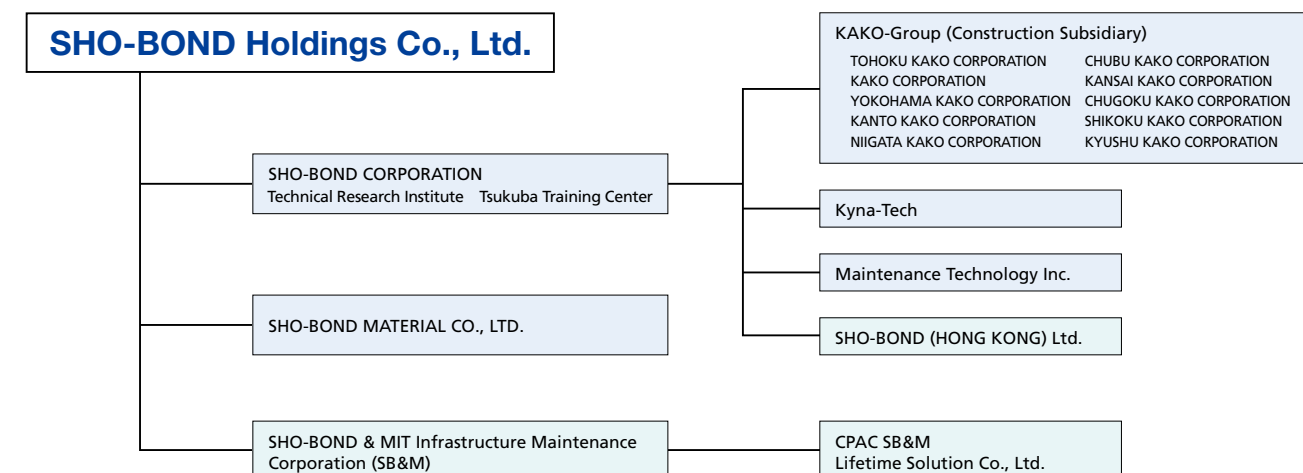 SHO-BOND Holdings Co., Ltd.
SHO-BOND CORPORATION
Technical Research Institute Tsukuba Training Center
SHO-BOND MATERIAL CO., LTD.
SHO-BOND & MIT Infrastructure Maintenance
Corporation (SB&M)
KAKO-Group (Construction Subsidiary)
TOHOKU KAKO CORPORATION
KAKO CORPORATION
YOKOHAMA KAKO CORPORATION
KANTO KAKO CORPORATION
NIIGATA KAKO CORPORATION
CHUBU KAKO CORPORATION
KANSAI KAKO CORPORATION
CHUGOKU KAKO CORPORATION
SHIKOKU KAKO CORPORATION
KYUSHU KAKO CORPORATION
Kyna-Tech
Maintenance Technology Inc.
SHO-BOND (HONG KONG) Ltd.
CPAC SB&M
Lifetime Solution Co., Ltd.